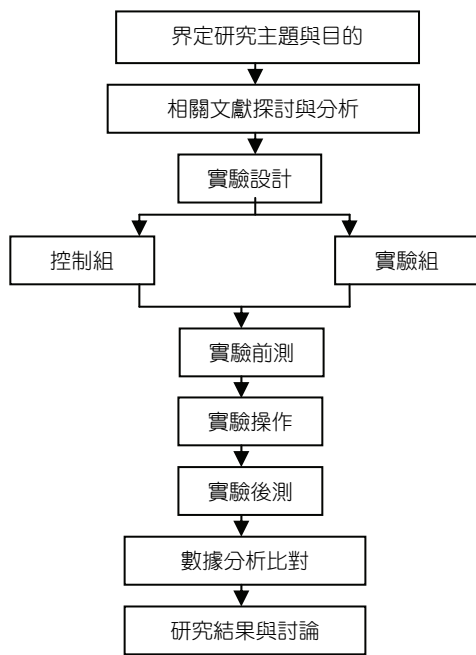 界定研究主題與目的
相關文獻探討與分析
實驗設計
控制組
實驗組
實驗前測
實驗操作
實驗後測
數據分析比對
研究結果與討論